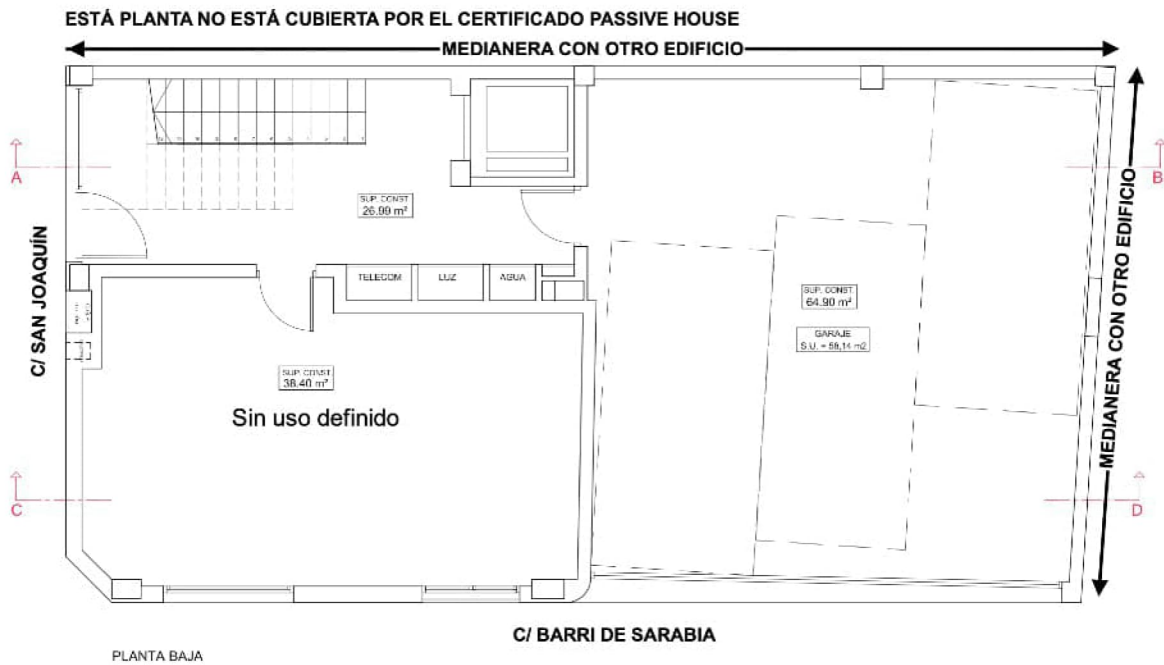 ESTÁ PLANTA NO ESTÁ CUBIERTA POR EL CERTIFICADO PASSIVE HOUSE
MEDIANERA CON OTRO EDIFICIO
A
B
SUP. CONST.
26.99 m²
C/ SAN JOAQUÍN
TELECOM
LUZ
AGUA
SUP. CONST.
64.90 m²
GARAJE
S.U. = 58,14 m2
MEDIANERA CON OTRO EDIFICIO
SUP. CONST.
38.40 m²
Sin uso definido
C
D
C/ BARRI DE SARABIA
PLANTA BAJA